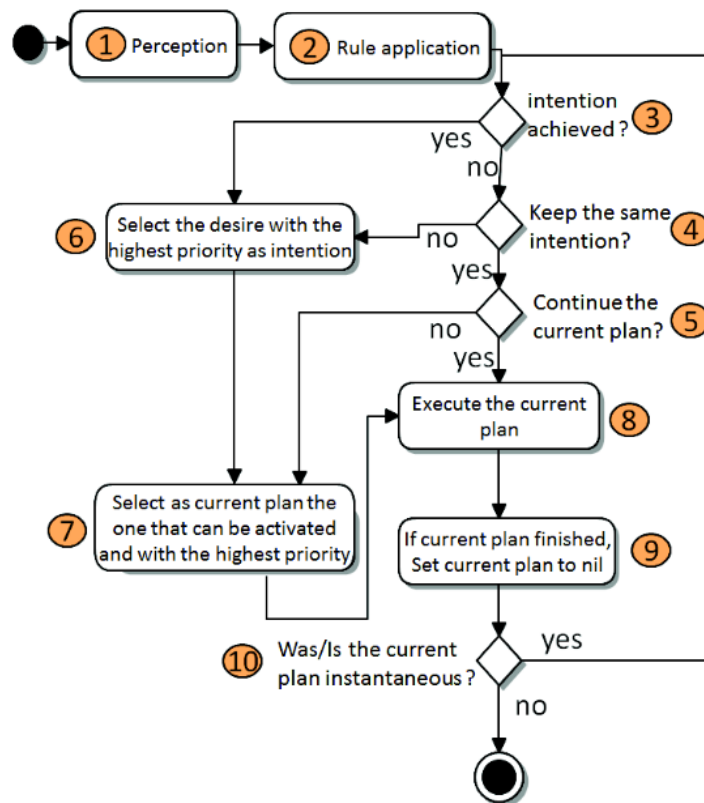 1 Perception
2 Rule application
intention
achieved ?
3
yes
no
6
Select the desire with the
highest priority as intention
Keep the same
intention?
4
no
yes
Continue the
current plan?
5
no
yes
Execute the current
plan
8
7
Select as current plan the
one that can be activated
and with the highest priority
If current plan finished,
Set current plan to nil
9
10
Was/Is the current
plan instantaneous ?
yes
no